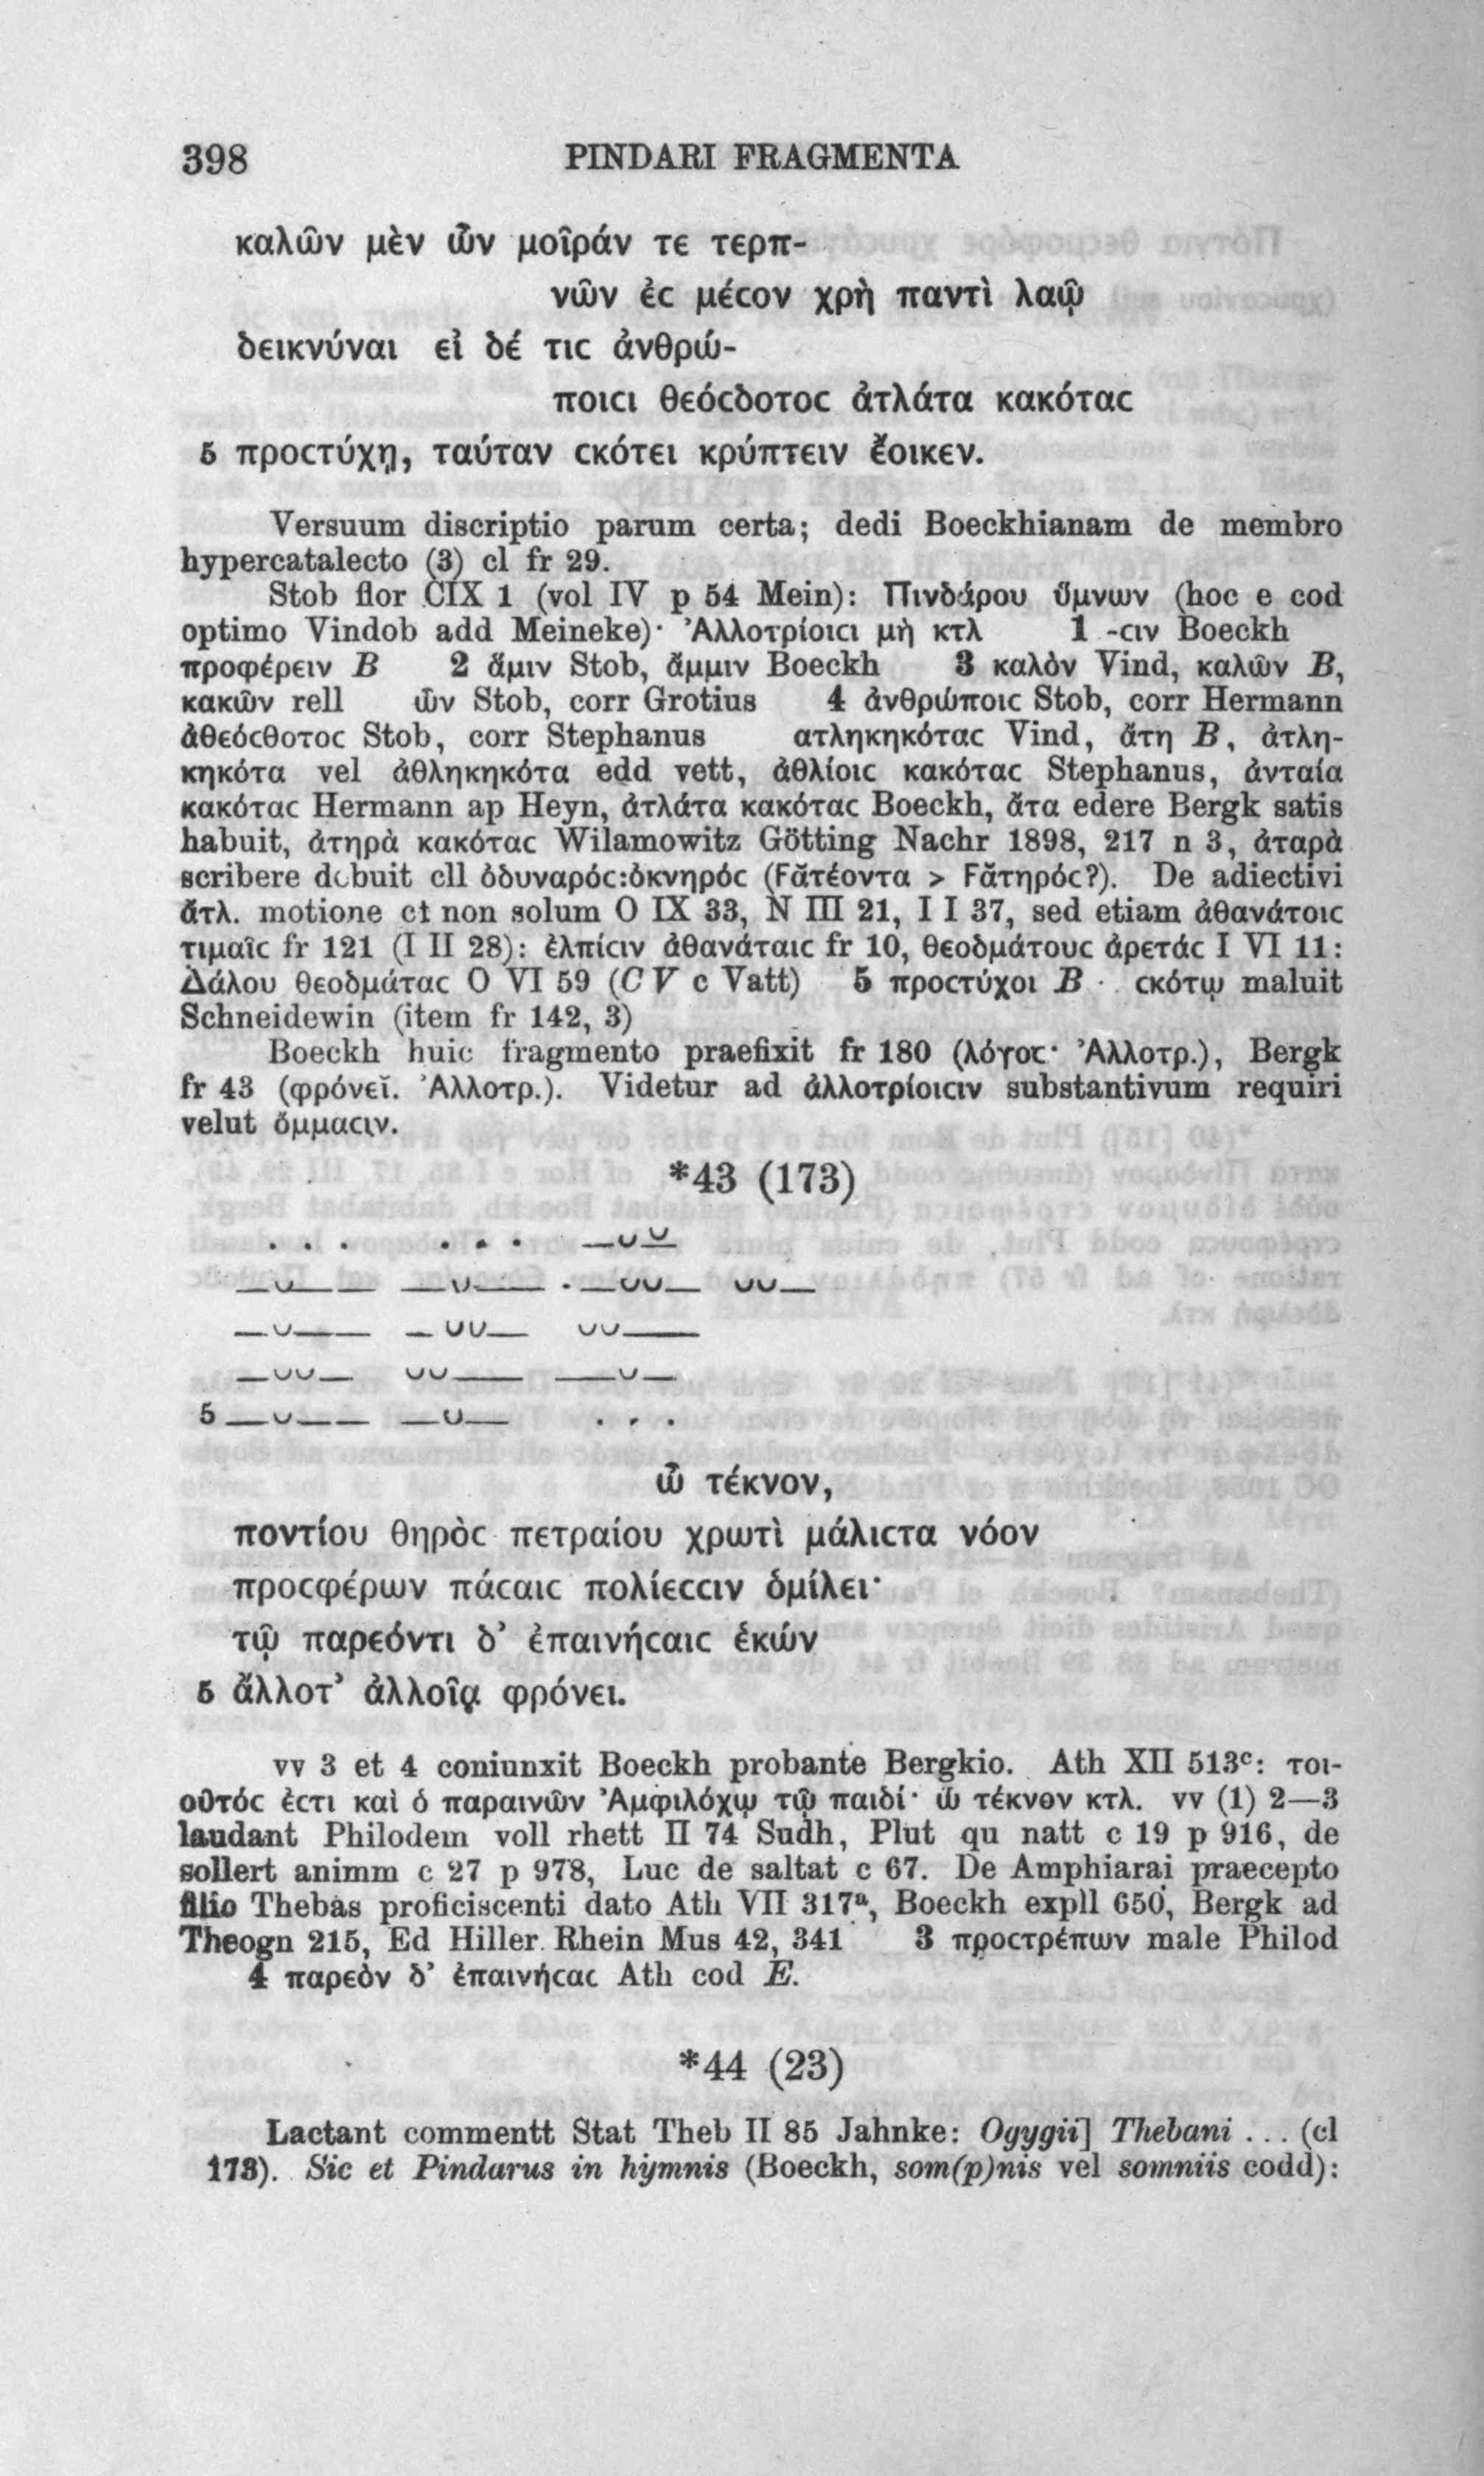 398 PINDARI FRAGMENTA
καλῶν μὲν ὦν μοῖράν τε τερπ-
νῶν ἐς μέϲον χρὴ παντὶ λαῷ
δεικνύναι εἰ δέ τιϲ ἀνθρώ-
ποιϲι θεόϲδοτοϲ ἀτλάτα κακόταϲ
5 προϲτύχῃ, ταύταν ϲκότει κρύπτειν ἔοικεν.
Versuum discriptio parum certa; dedi Boeckhianam de membro
hypercatalecto (3) cl fr 29.
Stob flor CIX 1 (vol IV p 54 Mein): Πινδάρου ὕμνων (hoc e cod
optimo Vindob add Meineke)· Ἀλλοτρίοιϲι μὴ κτλ 1 -ϲιν Boeckh
προφέρειν B 2 ἄμιν Stob, ἄμμιν Boeckh 3 καλὸν Vind, καλῶν B,
κακῶν rell ὧν Stob, corr Grotius 4 ἀνθρώποιϲ Stob, corr Hermann
ἀθεόϲθοτοϲ Stob, corr Stephanus ατληκηκόταϲ Vind, ἄτη B, ἀτλη-
κηκότα vel ἀθληκηκότα edd vett, ἀθλίοιϲ κακόταϲ Stephanus, ἀνταία
κακόταϲ Hermann ap Heyn, ἀτλάτα κακόταϲ Boeckh, ἄτα edere Bergk satis
habuit, ἀτηρὰ κακόταϲ Wilamowitz Götting Nachr 1898, 217 n 3, ἀταρὰ
scribere debuit cll ὀδυναρόϲ:ὀκνηρόϲ (Ϝᾰτέοντα > Ϝᾰτηρόϲ?). De adiectivi
ἄτλ. motione ct non solum O IX 33, N III 21, I I 37, sed etiam ἀθανάτοιϲ
τιμαῖϲ fr 121 (I II 28): ἐλπίϲιν ἀθανάταιϲ fr 10, θεοδμάτουϲ ἀρετάϲ I VI 11:
Δάλου θεοδμάταϲ O VI 59 (C V c Vatt) 5 προϲτύχοι B · ϲκότῳ maluit
Schneidewin (item fr 142, 3)
Boeckh huic fragmento praefixit fr 180 (λόγοϲ· Ἀλλοτρ.), Bergk
fr 43 (φρόνεῐ. Ἀλλοτρ.). Videtur ad ἀλλοτρίοιϲιν substantivum requiri
velut ὄμμαϲιν.
*43 (173)
. . . . . . –⏑⏓
–⏑–– –⏑–– · –⏑⏑– ⏑⏑–
–⏑–– –⏑⏑– ⏑⏑––
–⏑⏑– ⏑⏑–– ––⏑–
5 –⏑–– –⏑– . . .
ὦ τέκνον,
ποντίου θηρὸϲ πετραίου χρωτὶ μάλιϲτα νόον
προϲφέρων πάϲαιϲ πολίεϲϲιν ὁμίλει·
τῷ παρεόντι δ’ ἐπαινήϲαιϲ ἑκών
5 ἄλλοτ’ ἀλλοῖᾳ φρόνει.
vv 3 et 4 coniunxit Boeckh probante Bergkio. Ath XII 513ᶜ: τοι-
οῦτόϲ ἐϲτι καὶ ὁ παραινῶν Ἀμφιλόχῳ τῷ παιδί· ὦ τέκνον κτλ. vv (1) 2—3
laudant Philodem voll rhett II 74 Sudh, Plut qu natt c 19 p 916, de
sollert animm c 27 p 978, Luc de saltat c 67. De Amphiarai praecepto
filio Thebas proficiscenti dato Ath VII 317ᵃ, Boeckh expll 650, Bergk ad
Theogn 215, Ed Hiller Rhein Mus 42, 341 3 προϲτρέπων male Philod
4 παρεὸν δ’ ἐπαινήϲαϲ Ath cod E.
*44 (23)
Lactant commentt Stat Theb II 85 Jahnke: Ogygii] Thebani ... (cl
173). Sic et Pindarus in hymnis (Boeckh, som(p)nis vel somniis codd):